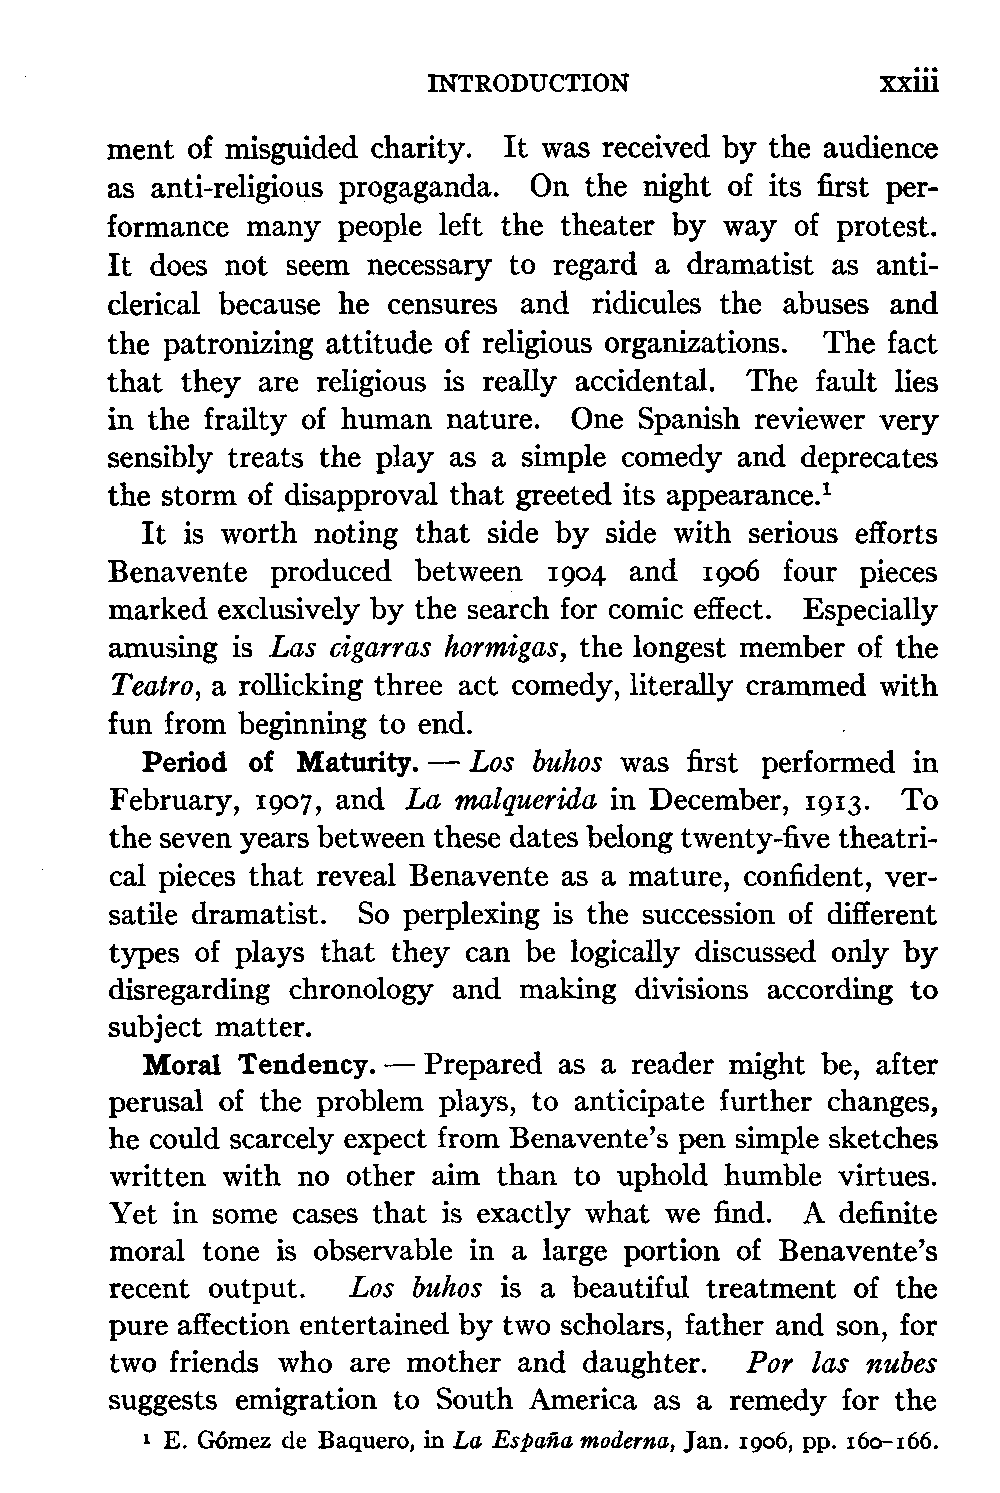 INTRODUCTION xxiii
ment of misguided charity. It was received by the audience
as anti-religious progaganda. On the night of its first per-
formance many people left the theater by way of protest.
It does not seem necessary to regard a dramatist as anti-
clerical because he censures and ridicules the abuses and
the patronizing attitude of religious organizations. The fact
that they are religious is really accidental. The fault lies
in the frailty of human nature. One Spanish reviewer very
sensibly treats the play as a simple comedy and deprecates
the storm of disapproval that greeted its appearance.¹
It is worth noting that side by side with serious efforts
Benavente produced between 1904 and 1906 four pieces
marked exclusively by the search for comic effect. Especially
amusing is Las cigarras hormigas, the longest member of the
Teatro, a rollicking three act comedy, literally crammed with
fun from beginning to end.
Period of Maturity. — Los buhos was first performed in
February, 1907, and La malquerida in December, 1913. To
the seven years between these dates belong twenty-five theatri-
cal pieces that reveal Benavente as a mature, confident, ver-
satile dramatist. So perplexing is the succession of different
types of plays that they can be logically discussed only by
disregarding chronology and making divisions according to
subject matter.
Moral Tendency. — Prepared as a reader might be, after
perusal of the problem plays, to anticipate further changes,
he could scarcely expect from Benavente's pen simple sketches
written with no other aim than to uphold humble virtues.
Yet in some cases that is exactly what we find. A definite
moral tone is observable in a large portion of Benavente's
recent output. Los buhos is a beautiful treatment of the
pure affection entertained by two scholars, father and son, for
two friends who are mother and daughter. Por las nubes
suggests emigration to South America as a remedy for the
¹ E. Gómez de Baquero, in La España moderna, Jan. 1906, pp. 160–166.